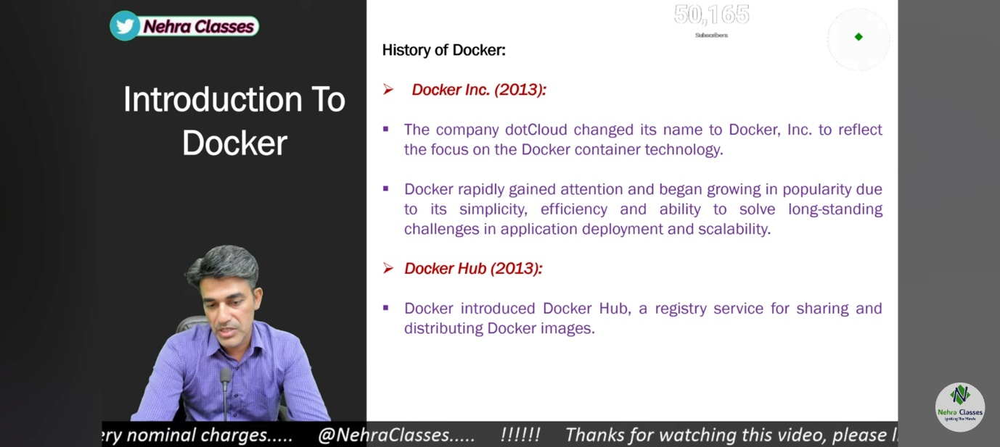 Nehra Classes
Introduction To
Docker
50,165
Subscribers
History of Docker:
Docker Inc. (2013):
The company dotCloud changed its name to Docker, Inc. to reflect
the focus on the Docker container technology.
Docker rapidly gained attention and began growing in popularity due
to its simplicity, efficiency and ability to solve long-standing
challenges in application deployment and scalability.
Docker Hub (2013):
Docker introduced Docker Hub, a registry service for sharing and
distributing Docker images.
N
Nehra Classes
Igniting The Minds
nominal charges..... @NehraClasses..... !!!!!! Thanks for watching this video, please